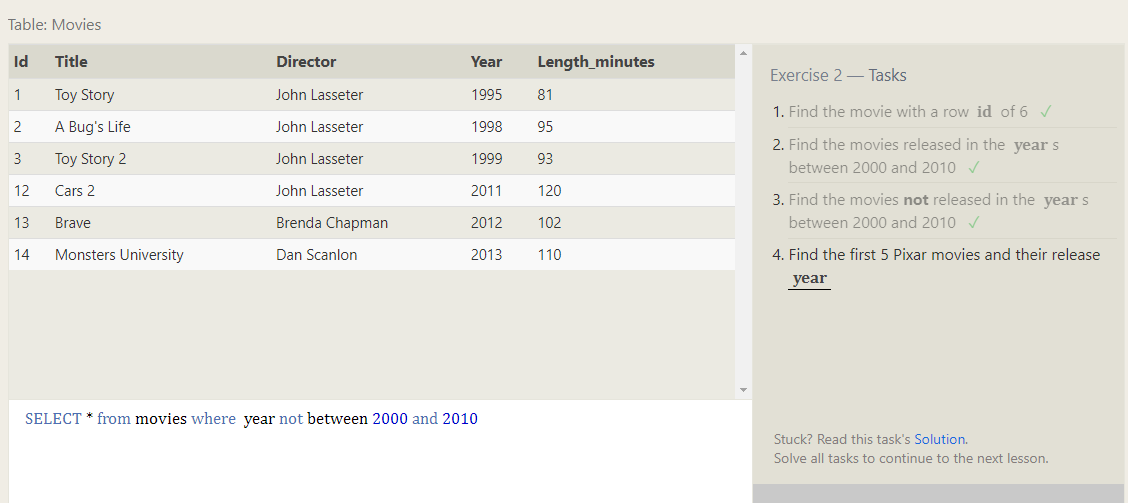 Table: Movies
Id Title Director Year Length_minutes
1 Toy Story John Lasseter 1995 81
2 A Bug's Life John Lasseter 1998 95
3 Toy Story 2 John Lasseter 1999 93
12 Cars 2 John Lasseter 2011 120
13 Brave Brenda Chapman 2012 102
14 Monsters University Dan Scanlon 2013 110
SELECT * from movies where year not between 2000 and 2010
Exercise 2 — Tasks
1. Find the movie with a row id of 6 ✓
2. Find the movies released in the year s
between 2000 and 2010 ✓
3. Find the movies not released in the year s
between 2000 and 2010 ✓
4. Find the first 5 Pixar movies and their release
year
Stuck? Read this task's Solution.
Solve all tasks to continue to the next lesson.